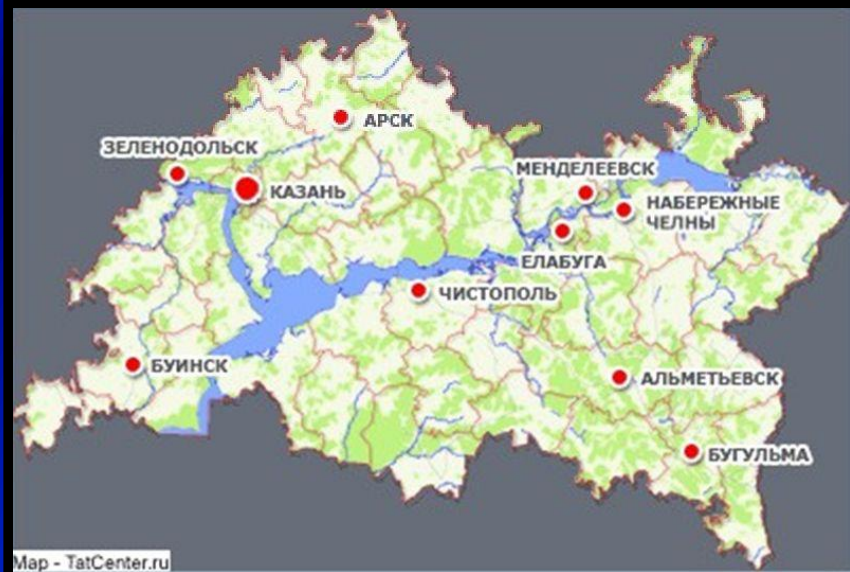 АРСК
ЗЕЛЕНОДОЛЬСК
МЕНДЕЛЕЕВСК
КАЗАНЬ
НАБЕРЕЖНЫЕ
ЧЕЛНЫ
ЕЛАБУГА
ЧИСТОПОЛЬ
БУИНСК
АЛЬМЕТЬЕВСК
БУГУЛЬМА
Map - TatCenter.ru